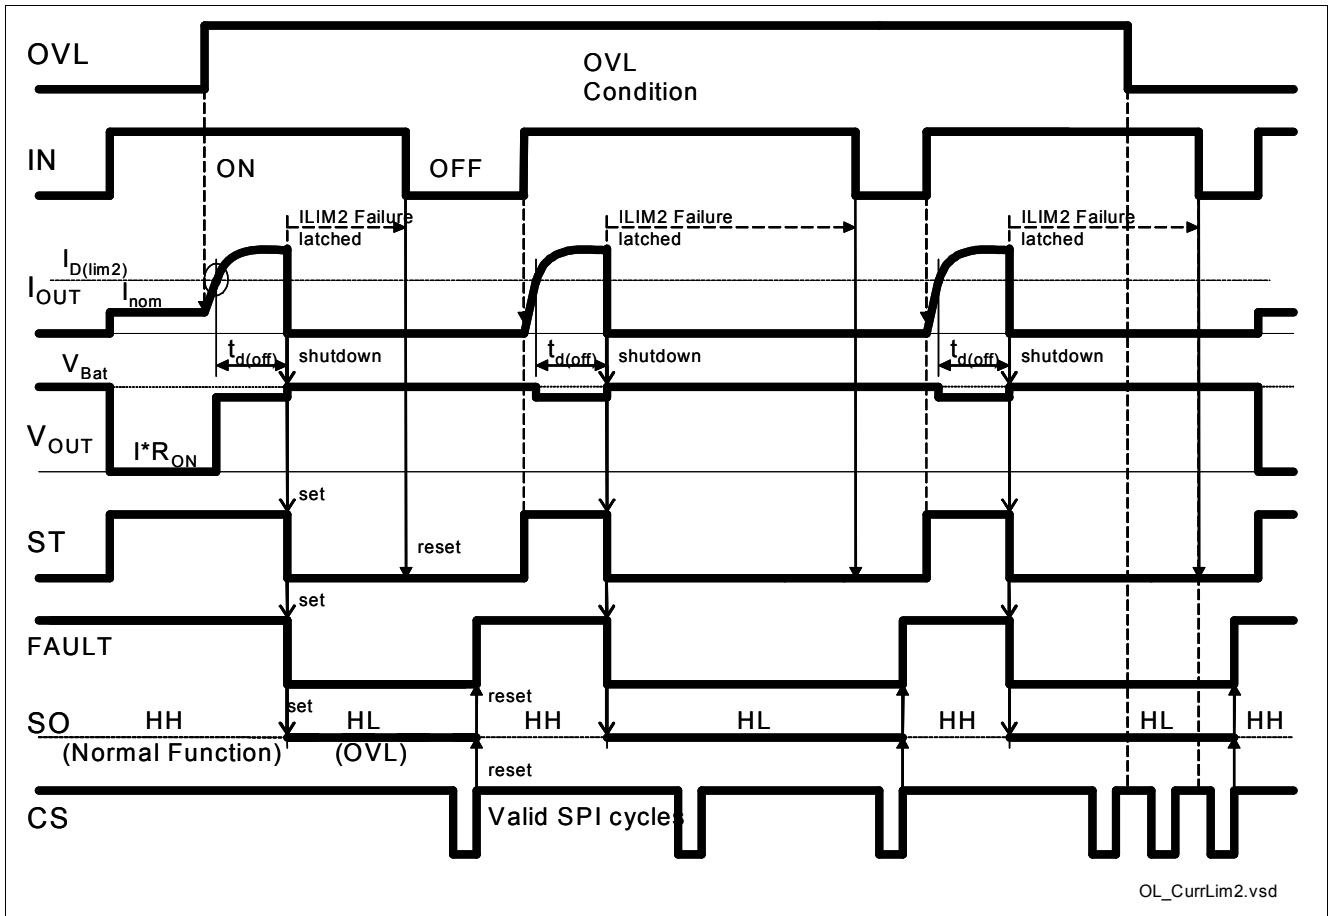 OVL
OVL
Condition
IN
ON
OFF
ILIM2 Failure
latched
ILIM2 Failure
latched
ILIM2 Failure
latched
I_D(lim2)
I_OUT
I_nom
t_d(off)
shutdown
t_d(off)
shutdown
t_d(off)
shutdown
V_Bat
V_OUT
I*R_ON
set
ST
reset
set
FAULT
reset
set
SO
HH
HL
HH
HL
HH
HL
HH
(Normal Function)
(OVL)
reset
CS
Valid SPI cycles
OL_CurrLim2.vsd